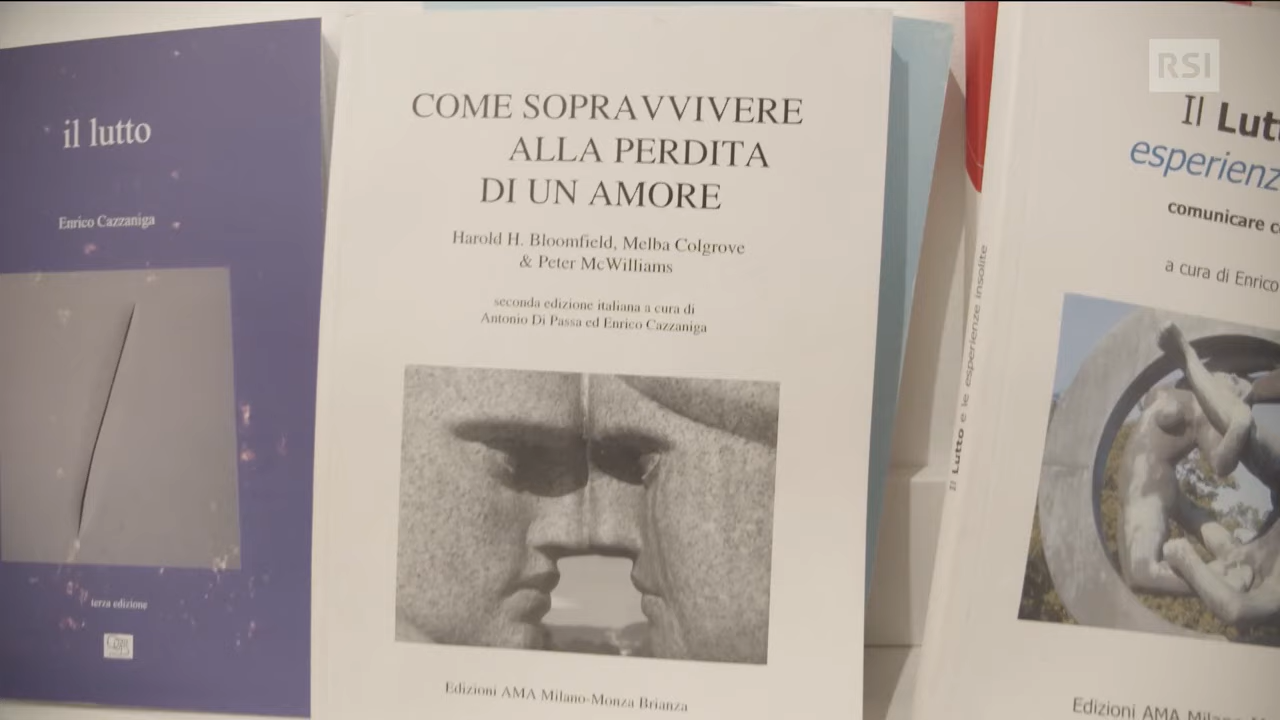 il lutto
Enrico Cazzaniga
terza edizione
COME SOPRAVVIVERE
ALLA PERDITA
DI UN AMORE
Harold H. Bloomfield, Melba Colgrove
& Peter McWilliams
seconda edizione italiana a cura di
Antonio Di Passa ed Enrico Cazzaniga
Edizioni AMA Milano-Monza Brianza
Il Lutto e le esperienze insolite
RSI
Il Lut
esperienz
comunicare c
a cura di Enrico
Edizioni AMA